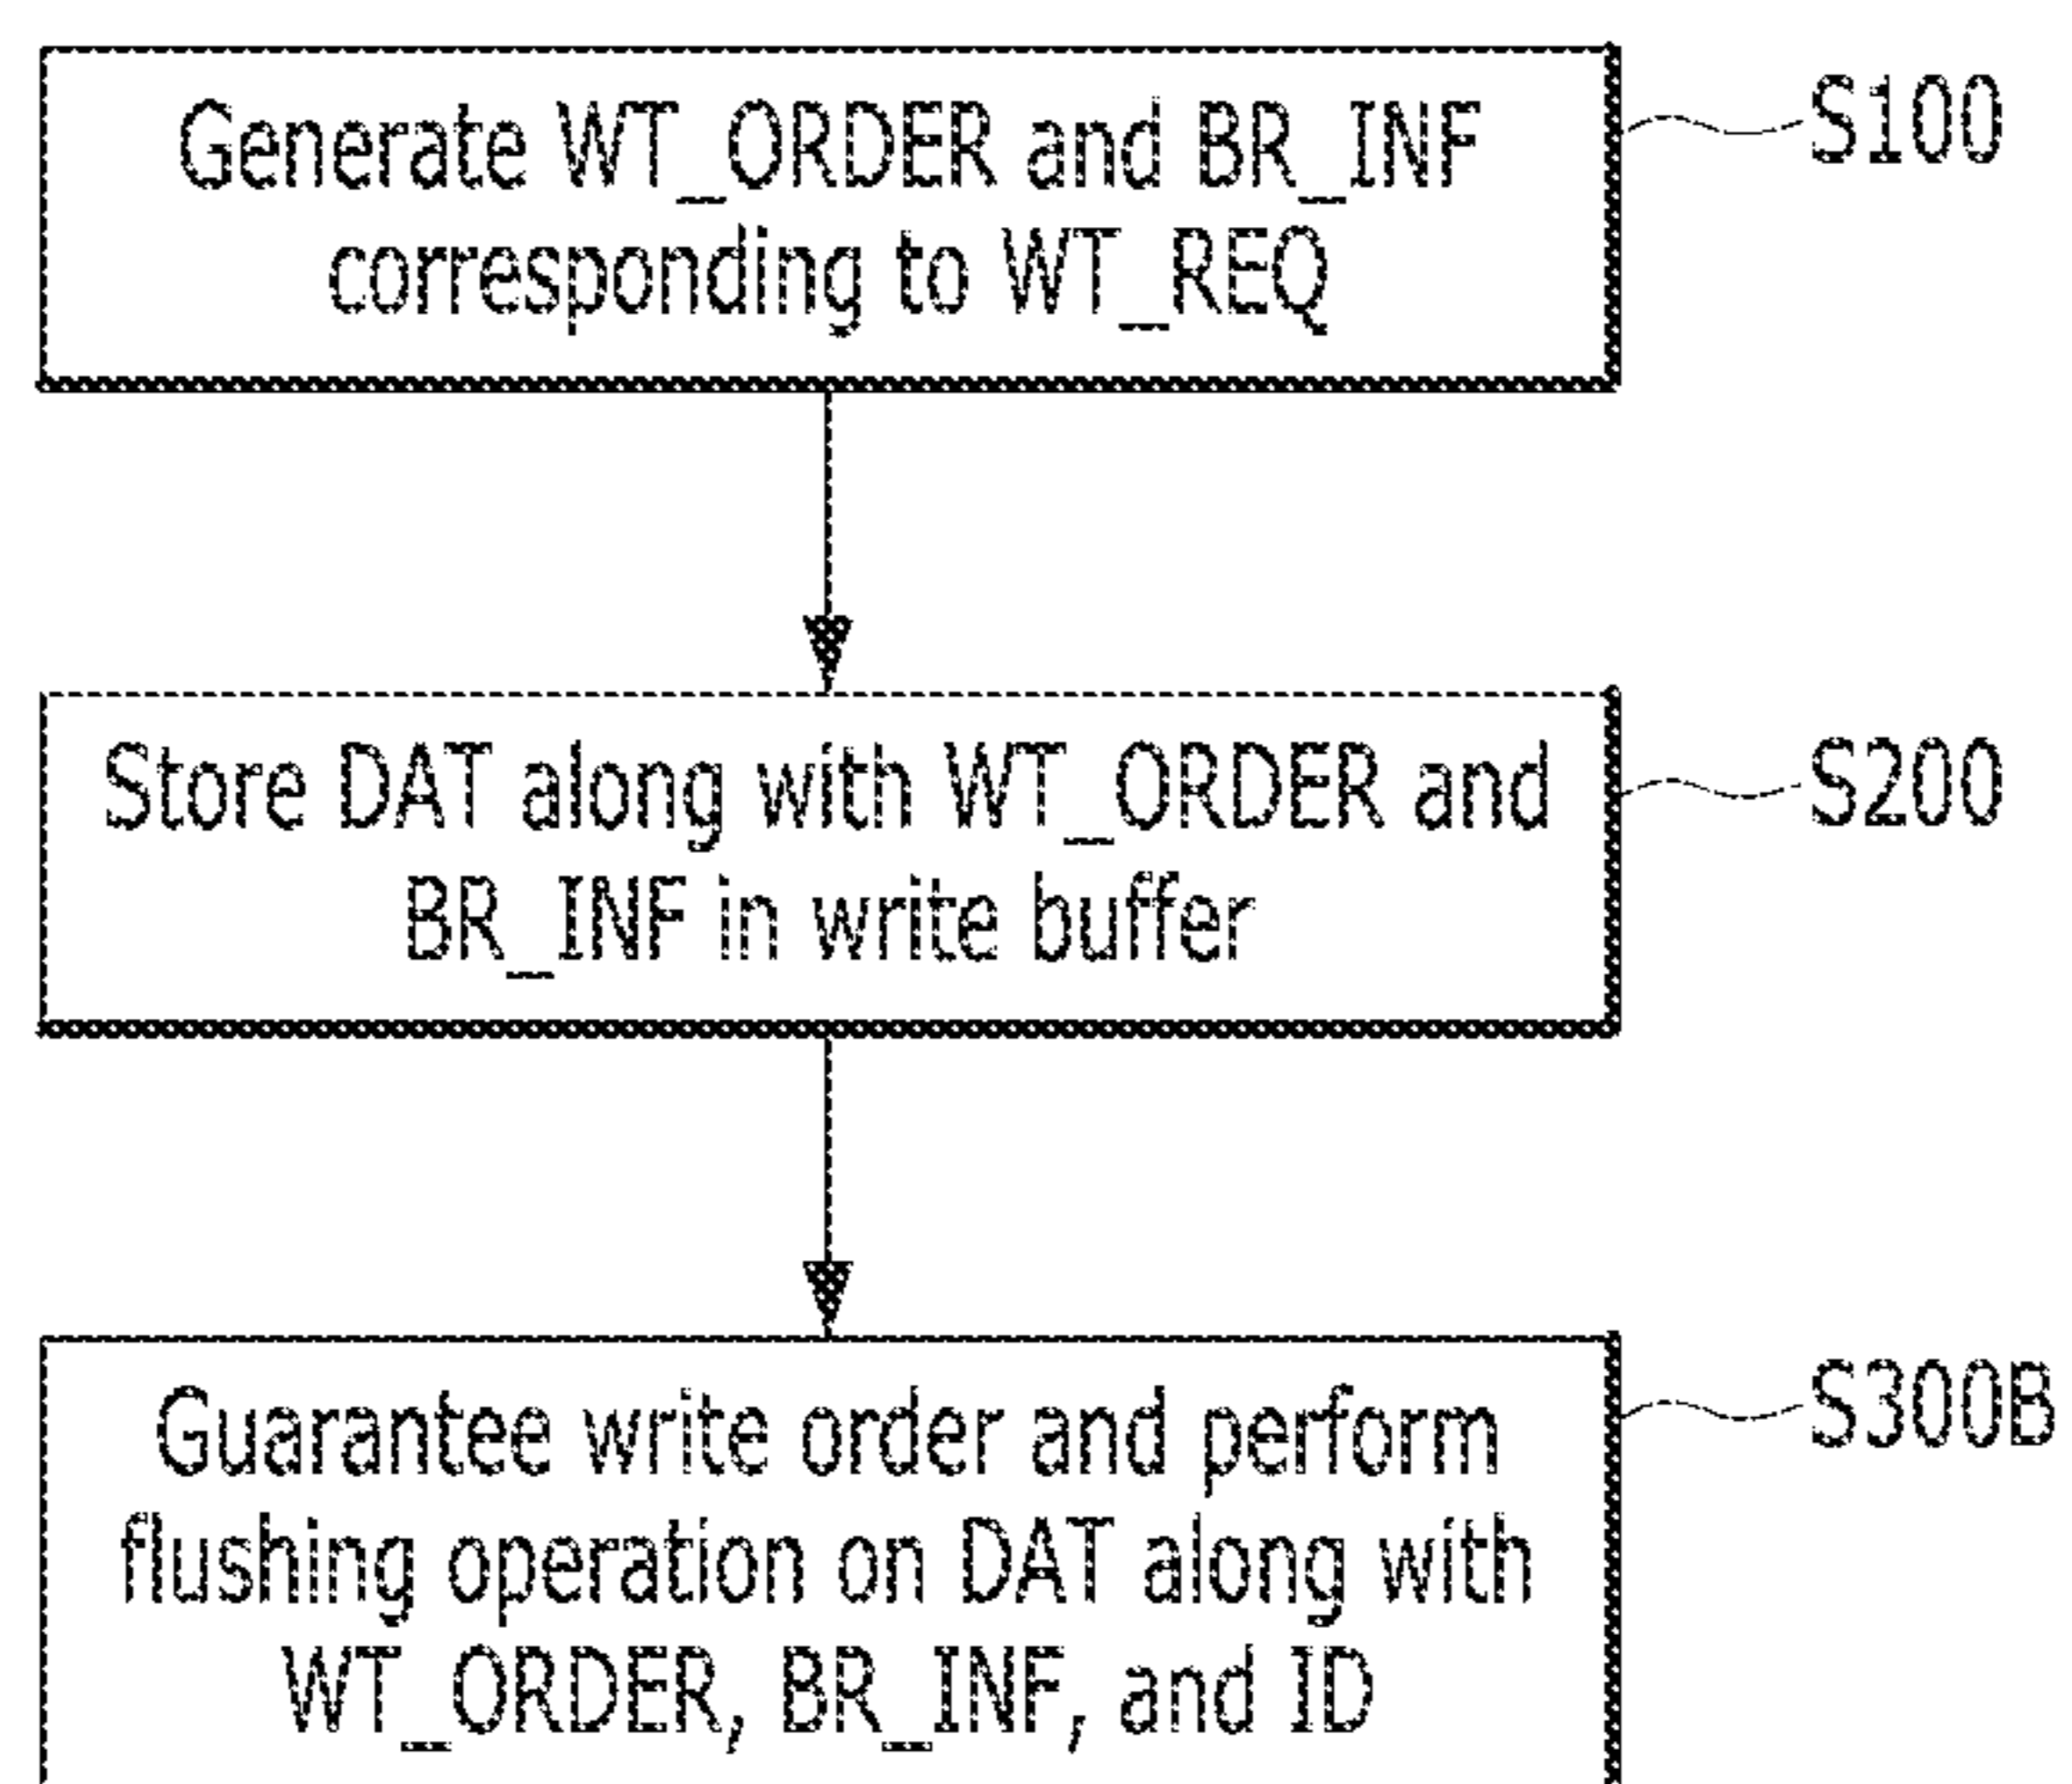 Generate WT_ORDER and BR_INF
corresponding to WT_REQ
S100
Store DAT along with WT_ORDER and
BR_INF in write buffer
S200
Guarantee write order and perform
flushing operation on DAT along with
WT_ORDER, BR_INF, and ID
S300B